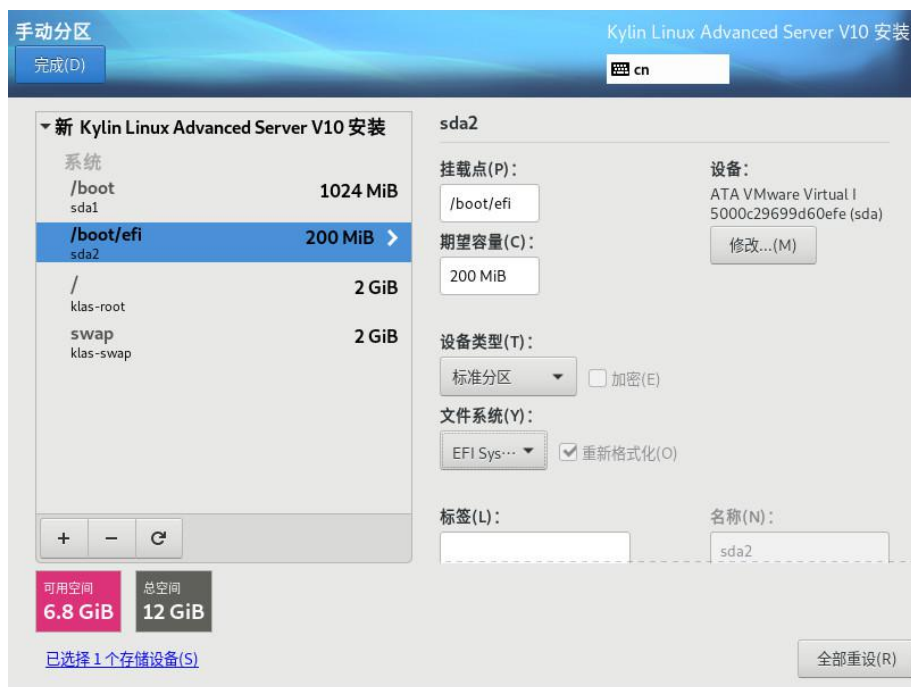 手动分区
Kylin Linux Advanced Server V10 安装
完成(D)
cn
新 Kylin Linux Advanced Server V10 安装
系统
/boot 1024 MiB
sda1
/boot/efi 200 MiB
sda2
/ 2 GiB
klas-root
swap 2 GiB
klas-swap
可用空间
6.8 GiB
总空间
12 GiB
已选择 1 个存储设备(S)
sda2
挂载点(P)：
/boot/efi
期望容量(C)：
200 MiB
设备：
ATA VMware Virtual I
5000c29699d60efe (sda)
修改...(M)
设备类型(T)：
标准分区
加密(E)
文件系统(Y)：
EFI Sys…
重新格式化(O)
标签(L)：
名称(N)：
sda2
全部重设(R)